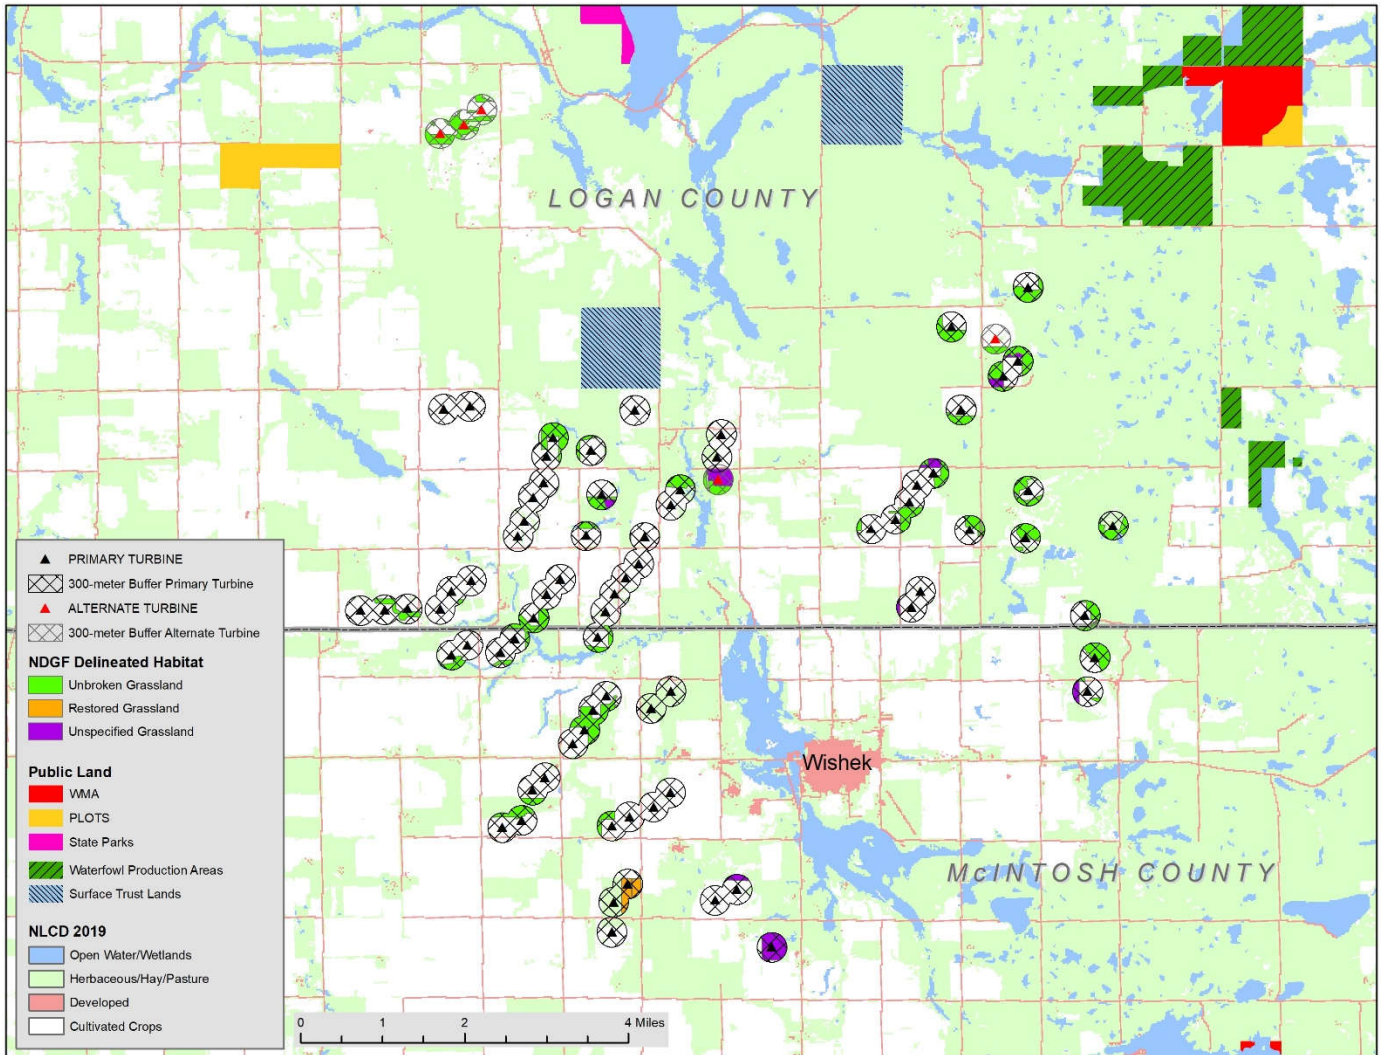 LOGAN COUNTY
PRIMARY TURBINE
300-meter Buffer Primary Turbine
ALTERNATE TURBINE
300-meter Buffer Alternate Turbine
NDGF Delineated Habitat
Unbroken Grassland
Restored Grassland
Unspecified Grassland
Public Land
WMA
PLOTS
State Parks
Waterfowl Production Areas
Surface Trust Lands
NLCD 2019
Open Water/Wetlands
Herbaceous/Hay/Pasture
Developed
Cultivated Crops
Wishek
McINTOSH COUNTY
0 1 2 4 Miles